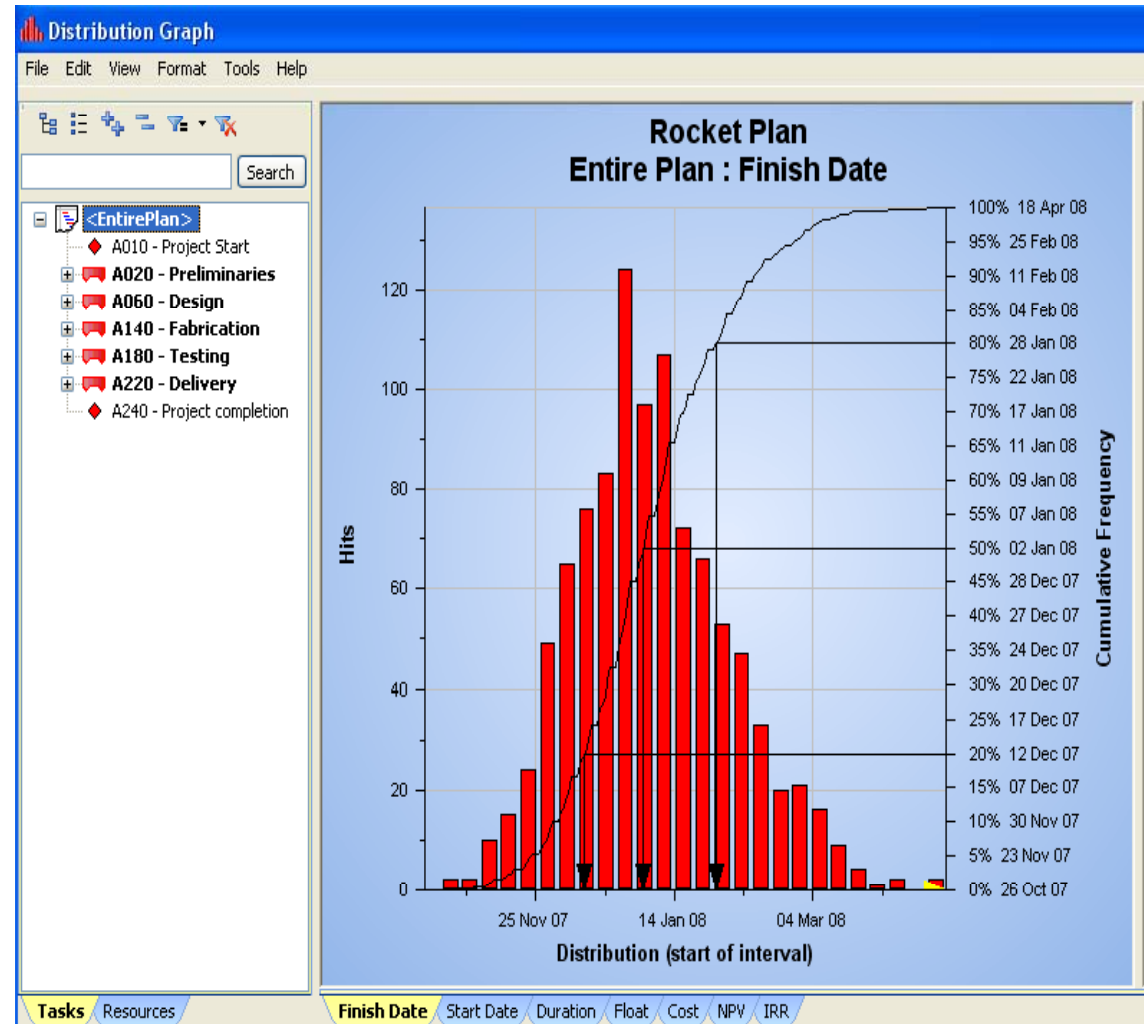 Distribution Graph
File Edit View Format Tools Help
Search
<EntirePlan>
A010 - Project Start
A020 - Preliminaries
A060 - Design
A140 - Fabrication
A180 - Testing
A220 - Delivery
A240 - Project completion
Tasks Resources
Rocket Plan
Entire Plan : Finish Date
Hits
120
100
80
60
40
20
0
25 Nov 07 14 Jan 08 04 Mar 08
Distribution (start of interval)
100% 18 Apr 08
95% 25 Feb 08
90% 11 Feb 08
85% 04 Feb 08
80% 28 Jan 08
75% 22 Jan 08
70% 17 Jan 08
65% 11 Jan 08
60% 09 Jan 08
55% 07 Jan 08
50% 02 Jan 08
45% 28 Dec 07
40% 27 Dec 07
35% 24 Dec 07
30% 20 Dec 07
25% 17 Dec 07
20% 12 Dec 07
15% 07 Dec 07
10% 30 Nov 07
5% 23 Nov 07
0% 26 Oct 07
Cumulative Frequency
Finish Date Start Date Duration Float Cost NPV IRR